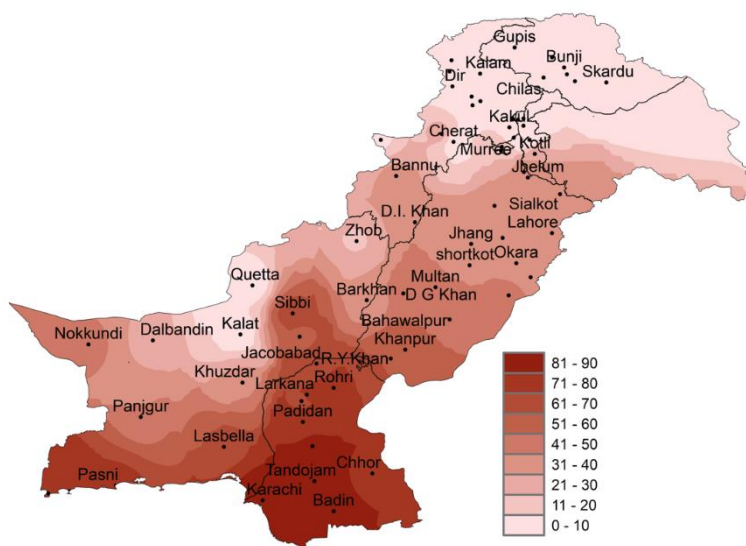 Gupis
Kalam
Bunji
Dir
Skardu
Chilas
Kakul
Cherat
Murree
Kotli
Bannu
Jhelum
Sialkot
D.I. Khan
Lahore
Zhob
Jhang
shortkot
Okara
Quetta
Multan
Barkhan
D G Khan
Sibbi
Bahawalpur
Nokkundi
Dalbandin
Kalat
Khanpur
Jacobabad
R.Y.Khan
Khuzdar
Larkana
Rohri
Panjgur
Padidan
Lasbella
Pasni
Tandojam
Chhor
Karachi
Badin
81 - 90
71 - 80
61 - 70
51 - 60
41 - 50
31 - 40
21 - 30
11 - 20
0 - 10